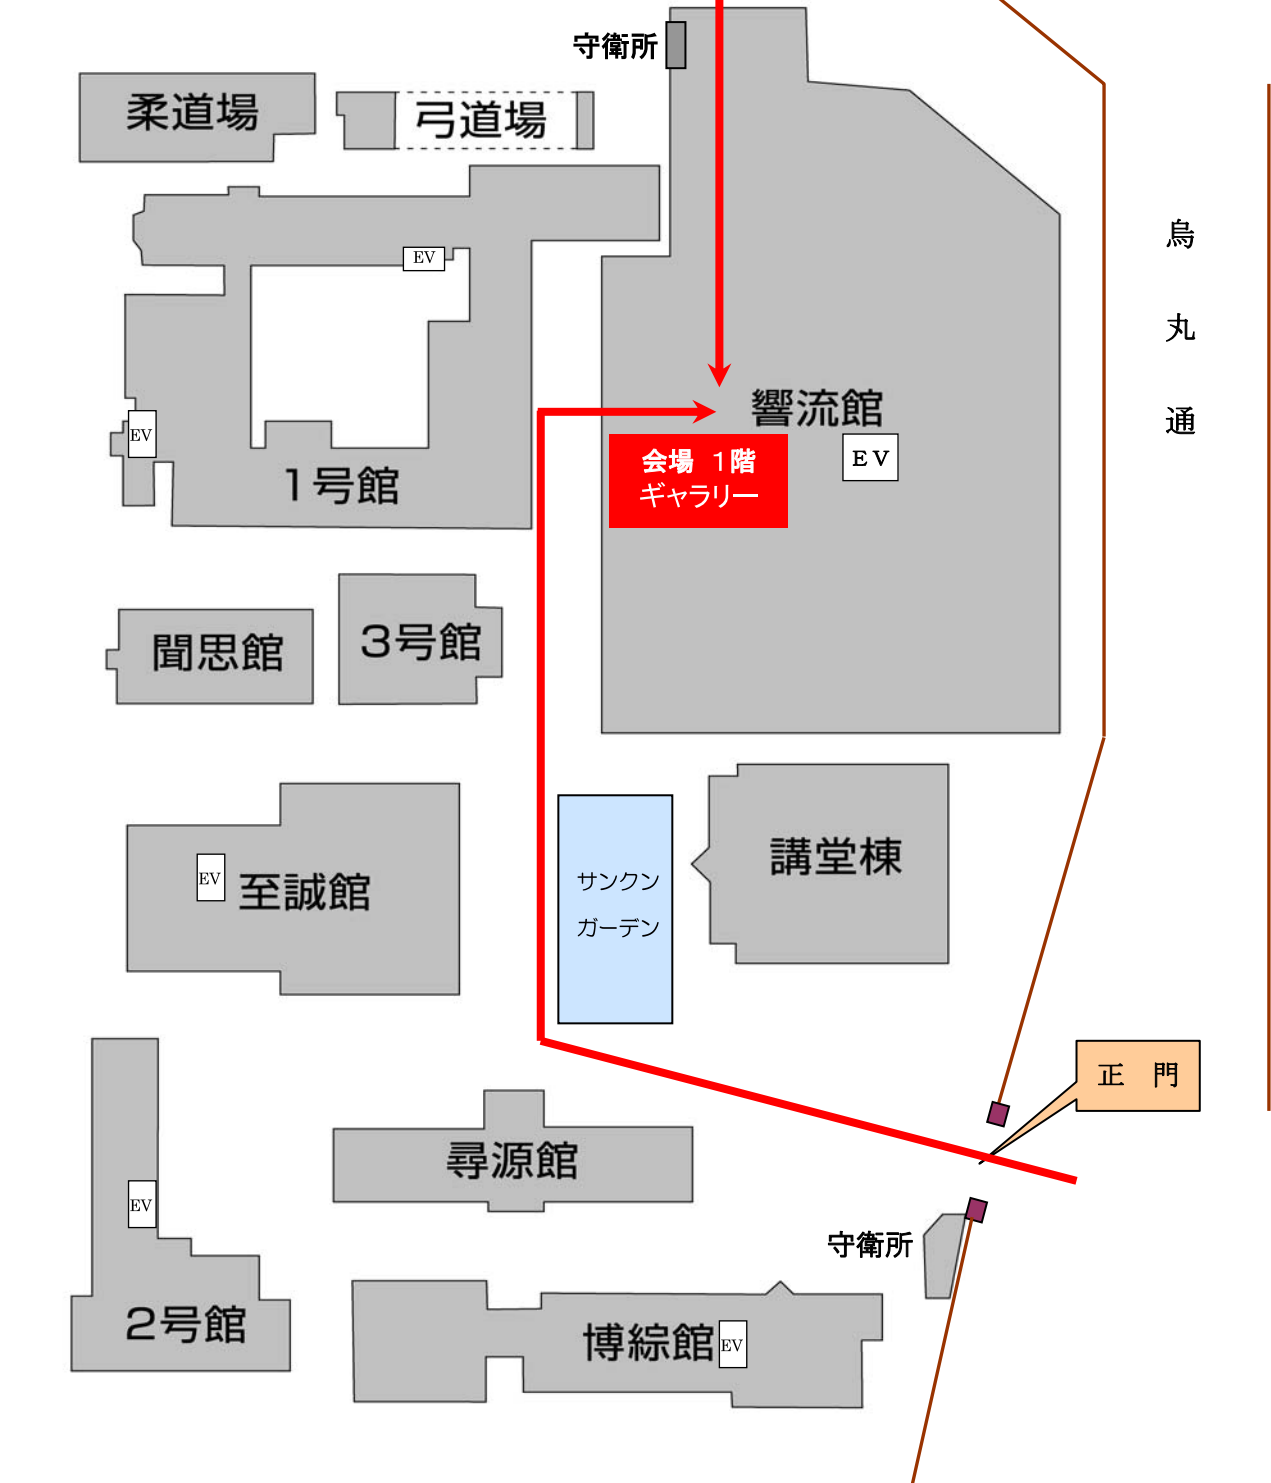 守衛所
柔道場
弓道場
烏丸通
EV
響流館
EV
EV
会場 1階
ギャラリー
1号館
聞思館
3号館
サンクン
ガーデン
講堂棟
EV
至誠館
正 門
尋源館
EV
守衛所
2号館
博綜館
EV